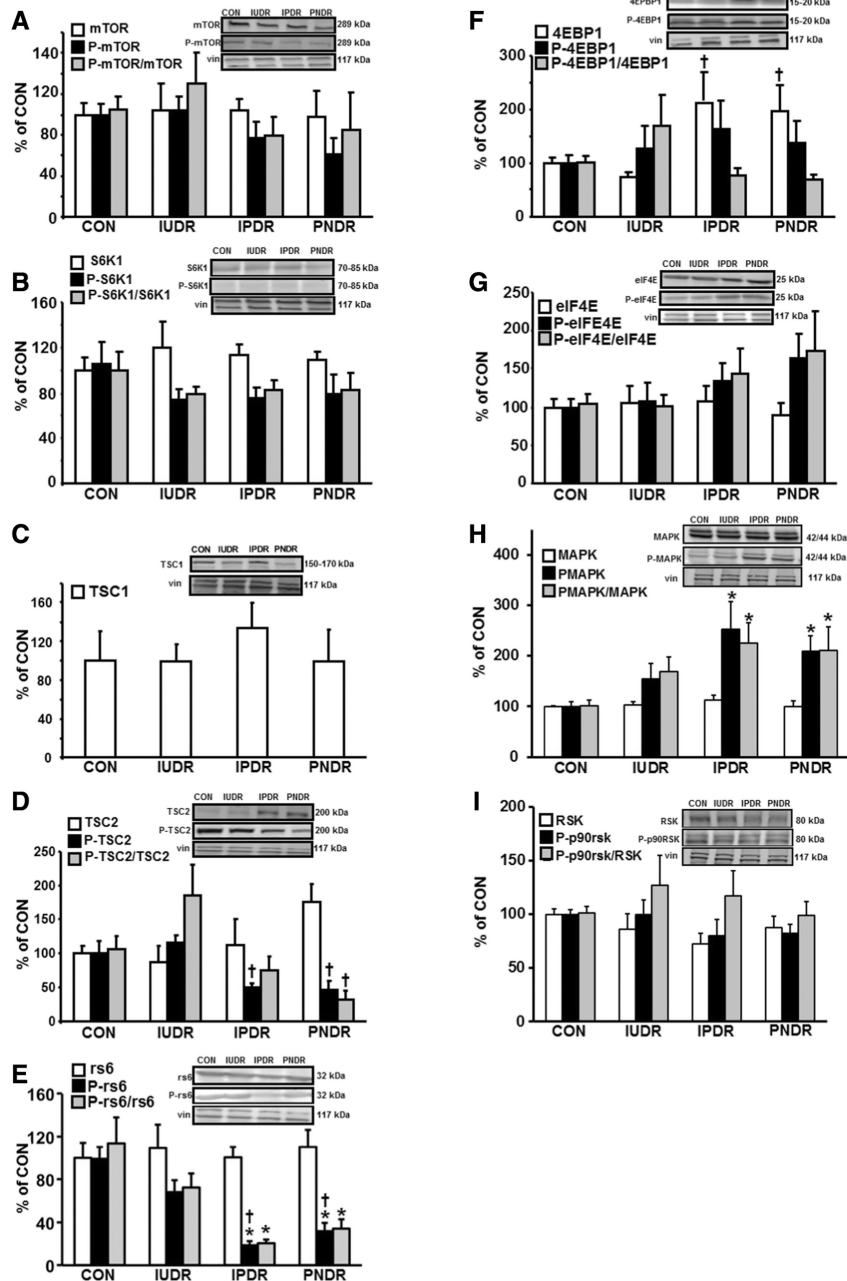 A
mTOR
P-mTOR
P-mTOR/mTOR
CON IUDR IPDR PNDR
mTOR 289 kDa
P-mTOR 289 kDa
vin 117 kDa
% of CON
160
120
80
40
0
CON IUDR IPDR PNDR
B
S6K1
P-S6K1
P-S6K1/S6K1
CON IUDR IPDR PNDR
S6K1 70-85 kDa
P-S6K1 70-85 kDa
vin 117 kDa
% of CON
160
120
80
40
0
CON IUDR IPDR PNDR
C
TSC1
CON IUDR IPDR PNDR
TSC1 150-170 kDa
vin 117 kDa
% of CON
160
120
80
40
0
CON IUDR IPDR PNDR
D
TSC2
P-TSC2
P-TSC2/TSC2
CON IUDR IPDR PNDR
TSC2 200 kDa
P-TSC2 200 kDa
vin 117 kDa
% of CON
250
200
150
100
50
0
† † †
CON IUDR IPDR PNDR
E
rs6
P-rs6
P-rs6/rs6
CON IUDR IPDR PNDR
rs6 32 kDa
P-rs6 32 kDa
vin 117 kDa
% of CON
160
120
80
40
0
† †
* * * *
CON IUDR IPDR PNDR
F
4EBP1
P-4EBP1
P-4EBP1/4EBP1
4EPBP1 15-20 kDa
P-4EBP1 15-20 kDa
vin 117 kDa
% of CON
300
200
100
0
† †
CON IUDR IPDR PNDR
G
eIF4E
P-eIFE4E
P-eIF4E/eIF4E
CON IUDR IPDR PNDR
eIF4E 25 kDa
P-eIF4E 25 kDa
vin 117 kDa
% of CON
250
200
150
100
50
0
CON IUDR IPDR PNDR
H
MAPK
PMAPK
PMAPK/MAPK
CON IUDR IPDR PNDR
MAPK 42/44 kDa
P-MAPK 42/44 kDa
vin 117 kDa
% of CON
400
300
200
100
0
* * * *
CON IUDR IPDR PNDR
I
RSK
P-p90rsk
P-p90rsk/RSK
CON IUDR IPDR PNDR
RSK 80 kDa
P-p90RSK 80 kDa
vin 117 kDa
% of CON
200
150
100
50
0
CON IUDR IPDR PNDR